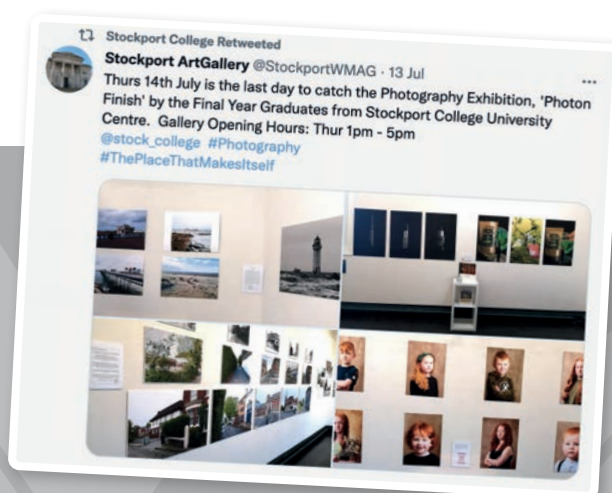 Stockport College Retweeted
Stockport ArtGallery @StockportWMAG · 13 Jul
Thurs 14th July is the last day to catch the Photography Exhibition, 'Photon
Finish' by the Final Year Graduates from Stockport College University
Centre. Gallery Opening Hours: Thur 1pm - 5pm
@stock_college #Photography
#ThePlaceThatMakesItself